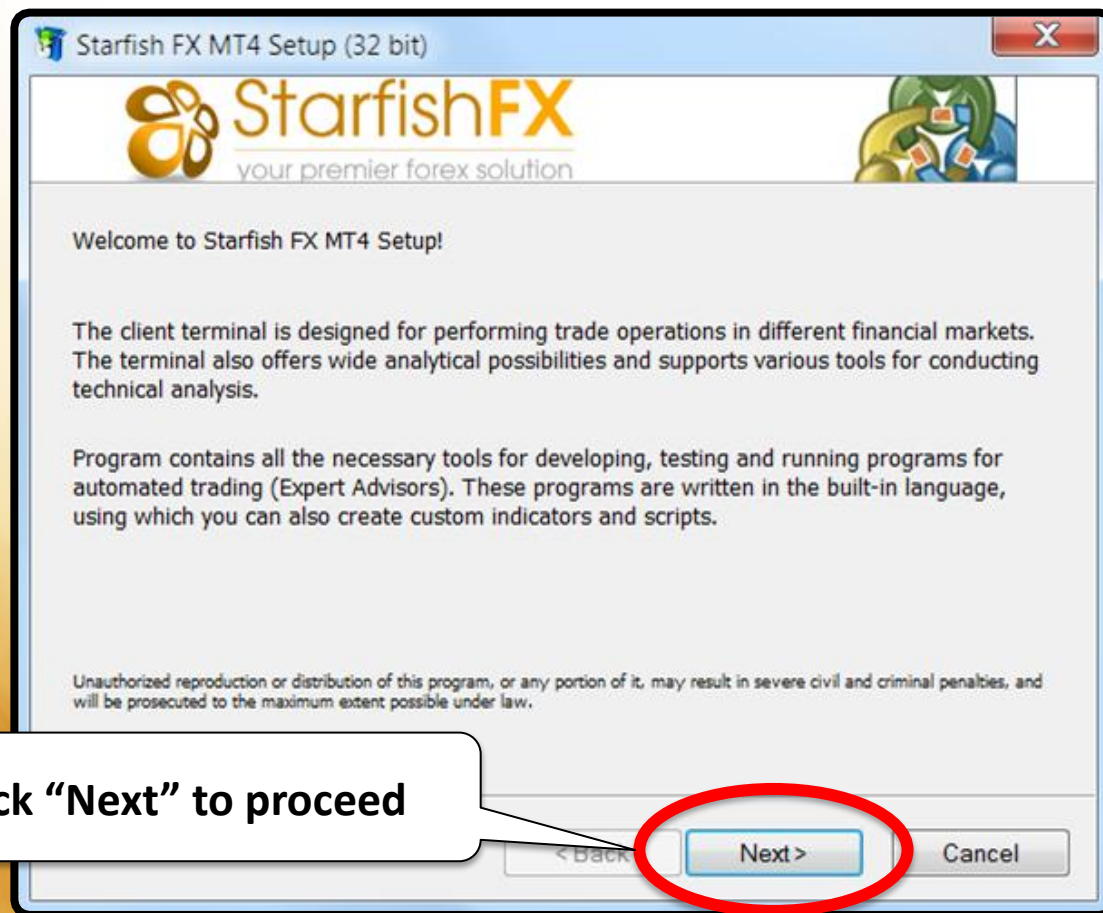 Starfish FX MT4 Setup (32 bit)
X
StarfishFX
your premier forex solution
Welcome to Starfish FX MT4 Setup!
The client terminal is designed for performing trade operations in different financial markets.
The terminal also offers wide analytical possibilities and supports various tools for conducting
technical analysis.
Program contains all the necessary tools for developing, testing and running programs for
automated trading (Expert Advisors). These programs are written in the built-in language,
using which you can also create custom indicators and scripts.
Unauthorized reproduction or distribution of this program, or any portion of it, may result in severe civil and criminal penalties, and
will be prosecuted to the maximum extent possible under law.
ck “Next” to proceed
< Back Next > Cancel